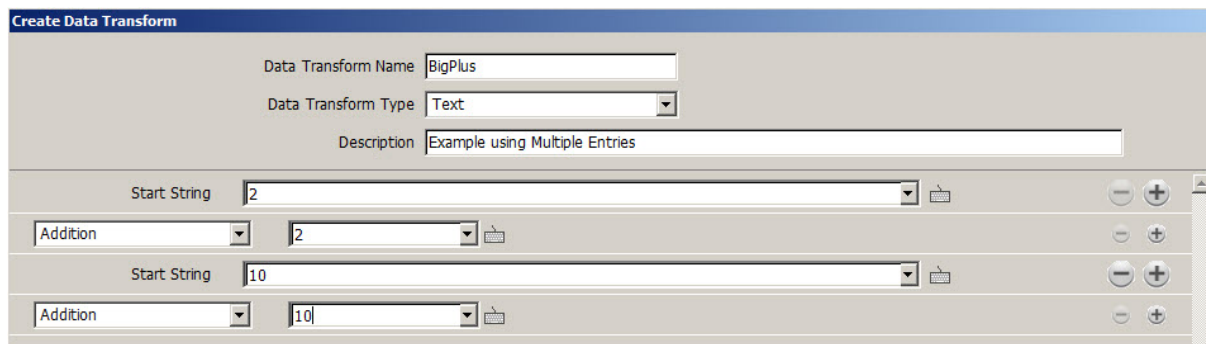 Create Data Transform
Data Transform Name BigPlus
Data Transform Type Text
Description Example using Multiple Entries
Start String 2
Addition 2
Start String 10
Addition 10